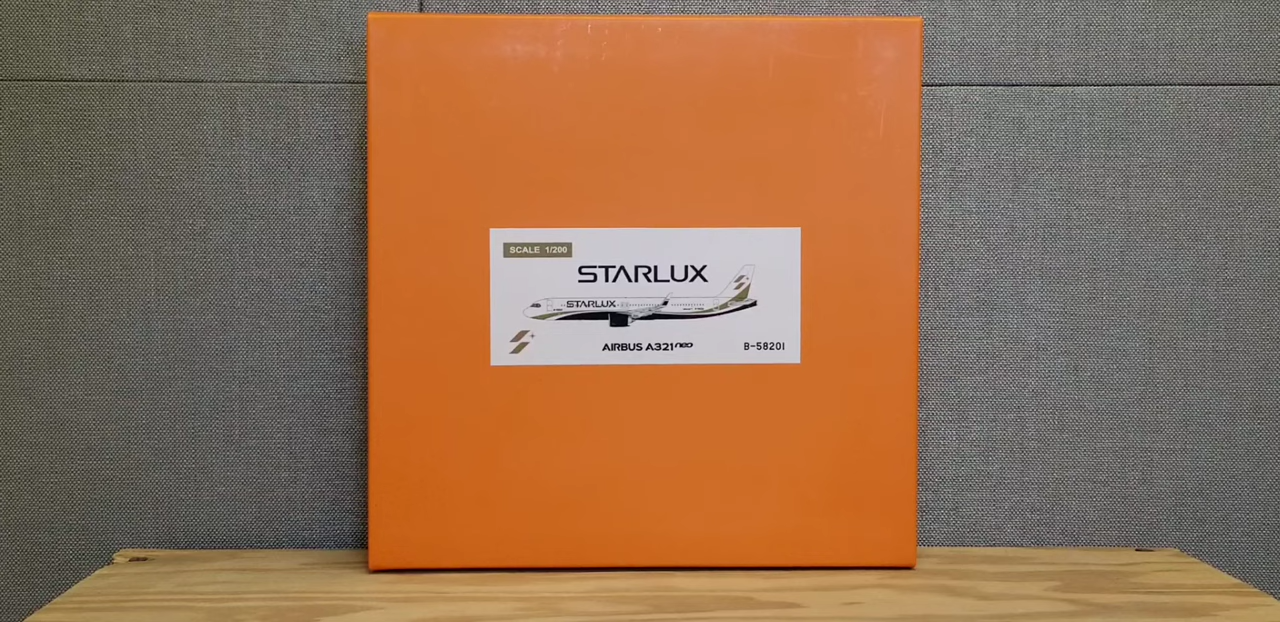 SCALE 1/200
STARLUX
STARLUX
AIRBUS A321neo
B-58201